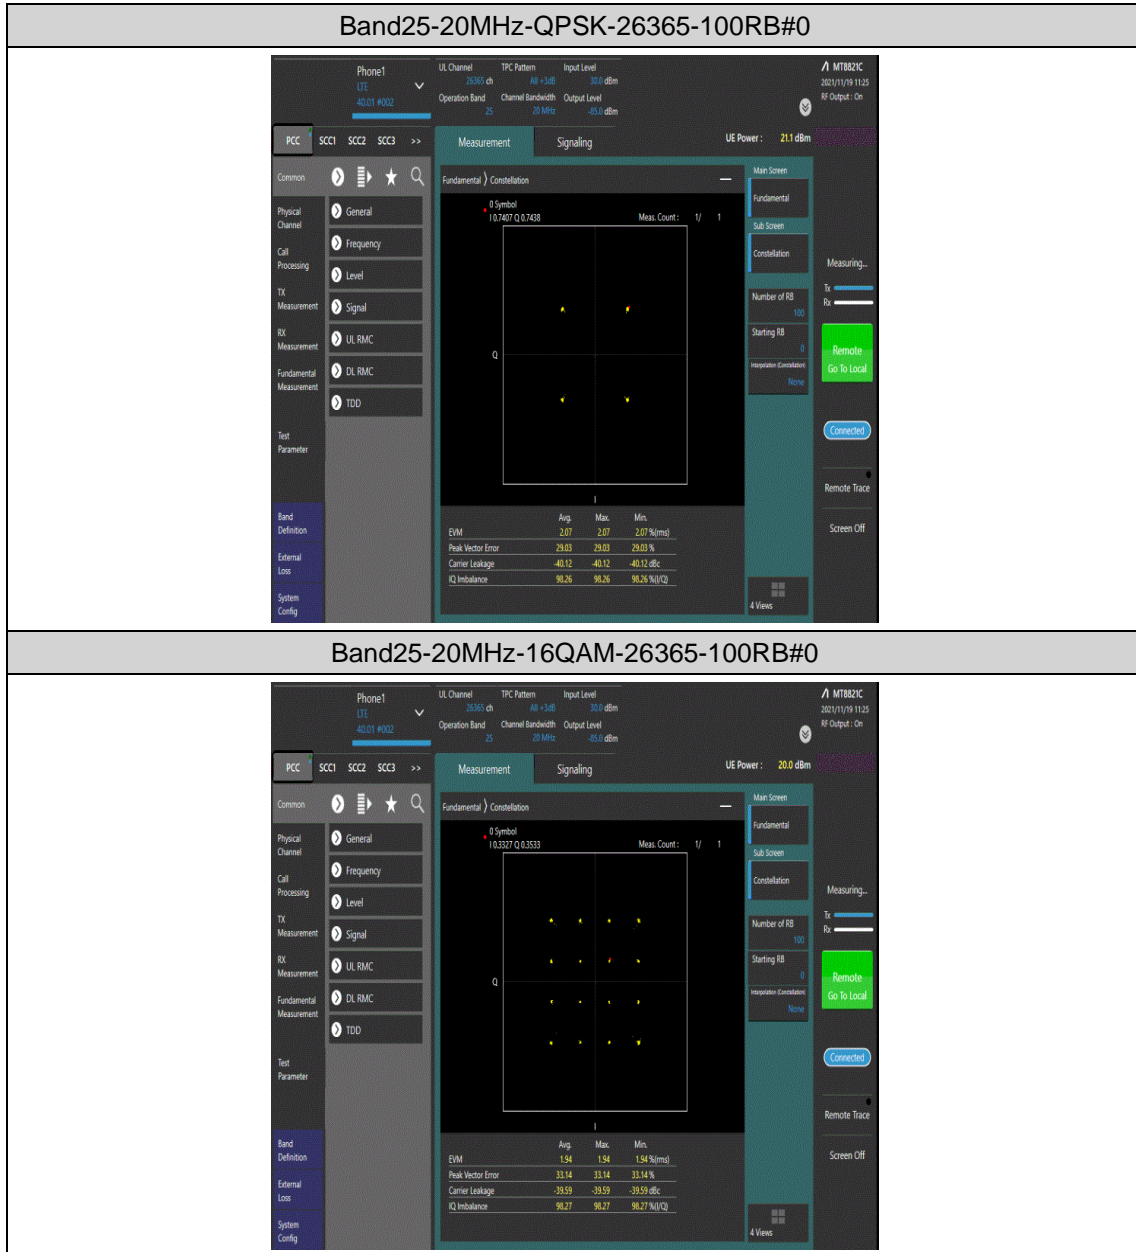 Band25-20MHz-QPSK-26365-100RB#0
Phone1
LTE
40.01 #002
UL Channel TPC Pattern Input Level
26365 ch All +3dB 30.0 dBm
Operation Band Channel Bandwidth Output Level
25 20 MHz -85.0 dBm
MT8821C
2021/11/19 11:25
RF Output : On
PCC SCC1 SCC2 SCC3 >>
Measurement Signaling
UE Power : 21.1 dBm
Common
Physical Channel
Call Processing
TX Measurement
RX Measurement
Fundamental Measurement
Test Parameter
Band Definition
External Loss
System Config
General
Frequency
Level
Signal
UL RMC
DL RMC
TDD
Fundamental 〉 Constellation
0 Symbol
I 0.7407 Q 0.7438 Meas. Count : 1/ 1
Q
I
Avg. Max. Min.
EVM 2.07 2.07 2.07 %(rms)
Peak Vector Error 29.03 29.03 29.03 %
Carrier Leakage -40.12 -40.12 -40.12 dBc
IQ Imbalance 98.26 98.26 98.26 %(I/Q)
Main Screen
Fundamental
Sub Screen
Constellation
Number of RB
100
Starting RB
0
Interpolation (Constellation)
None
4 Views
Measuring...
Tx
Rx
Remote
Go To Local
Connected
Remote Trace
Screen Off
Band25-20MHz-16QAM-26365-100RB#0
Phone1
LTE
40.01 #002
UL Channel TPC Pattern Input Level
26365 ch All +3dB 30.0 dBm
Operation Band Channel Bandwidth Output Level
25 20 MHz -85.0 dBm
MT8821C
2021/11/19 11:25
RF Output : On
PCC SCC1 SCC2 SCC3 >>
Measurement Signaling
UE Power : 20.0 dBm
Common
Physical Channel
Call Processing
TX Measurement
RX Measurement
Fundamental Measurement
Test Parameter
Band Definition
External Loss
System Config
General
Frequency
Level
Signal
UL RMC
DL RMC
TDD
Fundamental 〉 Constellation
0 Symbol
I 0.3327 Q 0.3533 Meas. Count : 1/ 1
Q
I
Avg. Max. Min.
EVM 1.94 1.94 1.94 %(rms)
Peak Vector Error 33.14 33.14 33.14 %
Carrier Leakage -39.59 -39.59 -39.59 dBc
IQ Imbalance 98.27 98.27 98.27 %(I/Q)
Main Screen
Fundamental
Sub Screen
Constellation
Number of RB
100
Starting RB
0
Interpolation (Constellation)
None
4 Views
Measuring...
Tx
Rx
Remote
Go To Local
Connected
Remote Trace
Screen Off